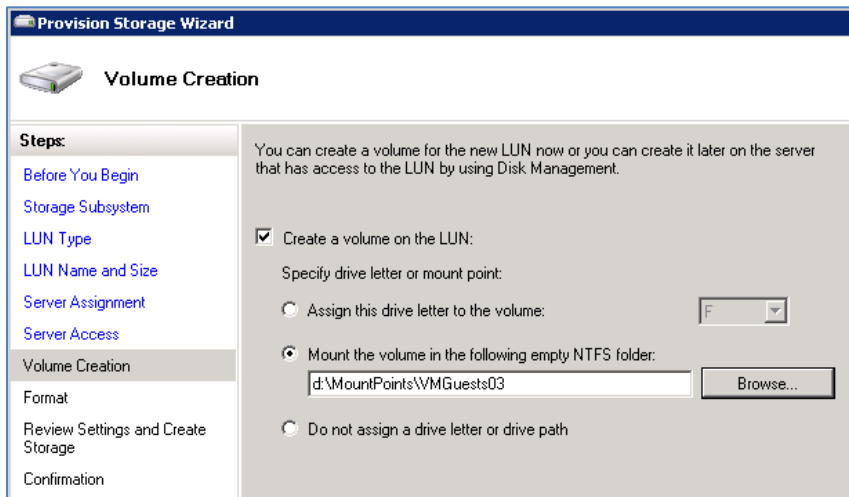 Provision Storage Wizard
Volume Creation
Steps:
Before You Begin
Storage Subsystem
LUN Type
LUN Name and Size
Server Assignment
Server Access
Volume Creation
Format
Review Settings and Create
Storage
Confirmation
You can create a volume for the new LUN now or you can create it later on the server
that has access to the LUN by using Disk Management.
Create a volume on the LUN:
Specify drive letter or mount point:
Assign this drive letter to the volume:
F
Mount the volume in the following empty NTFS folder:
d:\MountPoints\VMGuests03
Browse...
Do not assign a drive letter or drive path